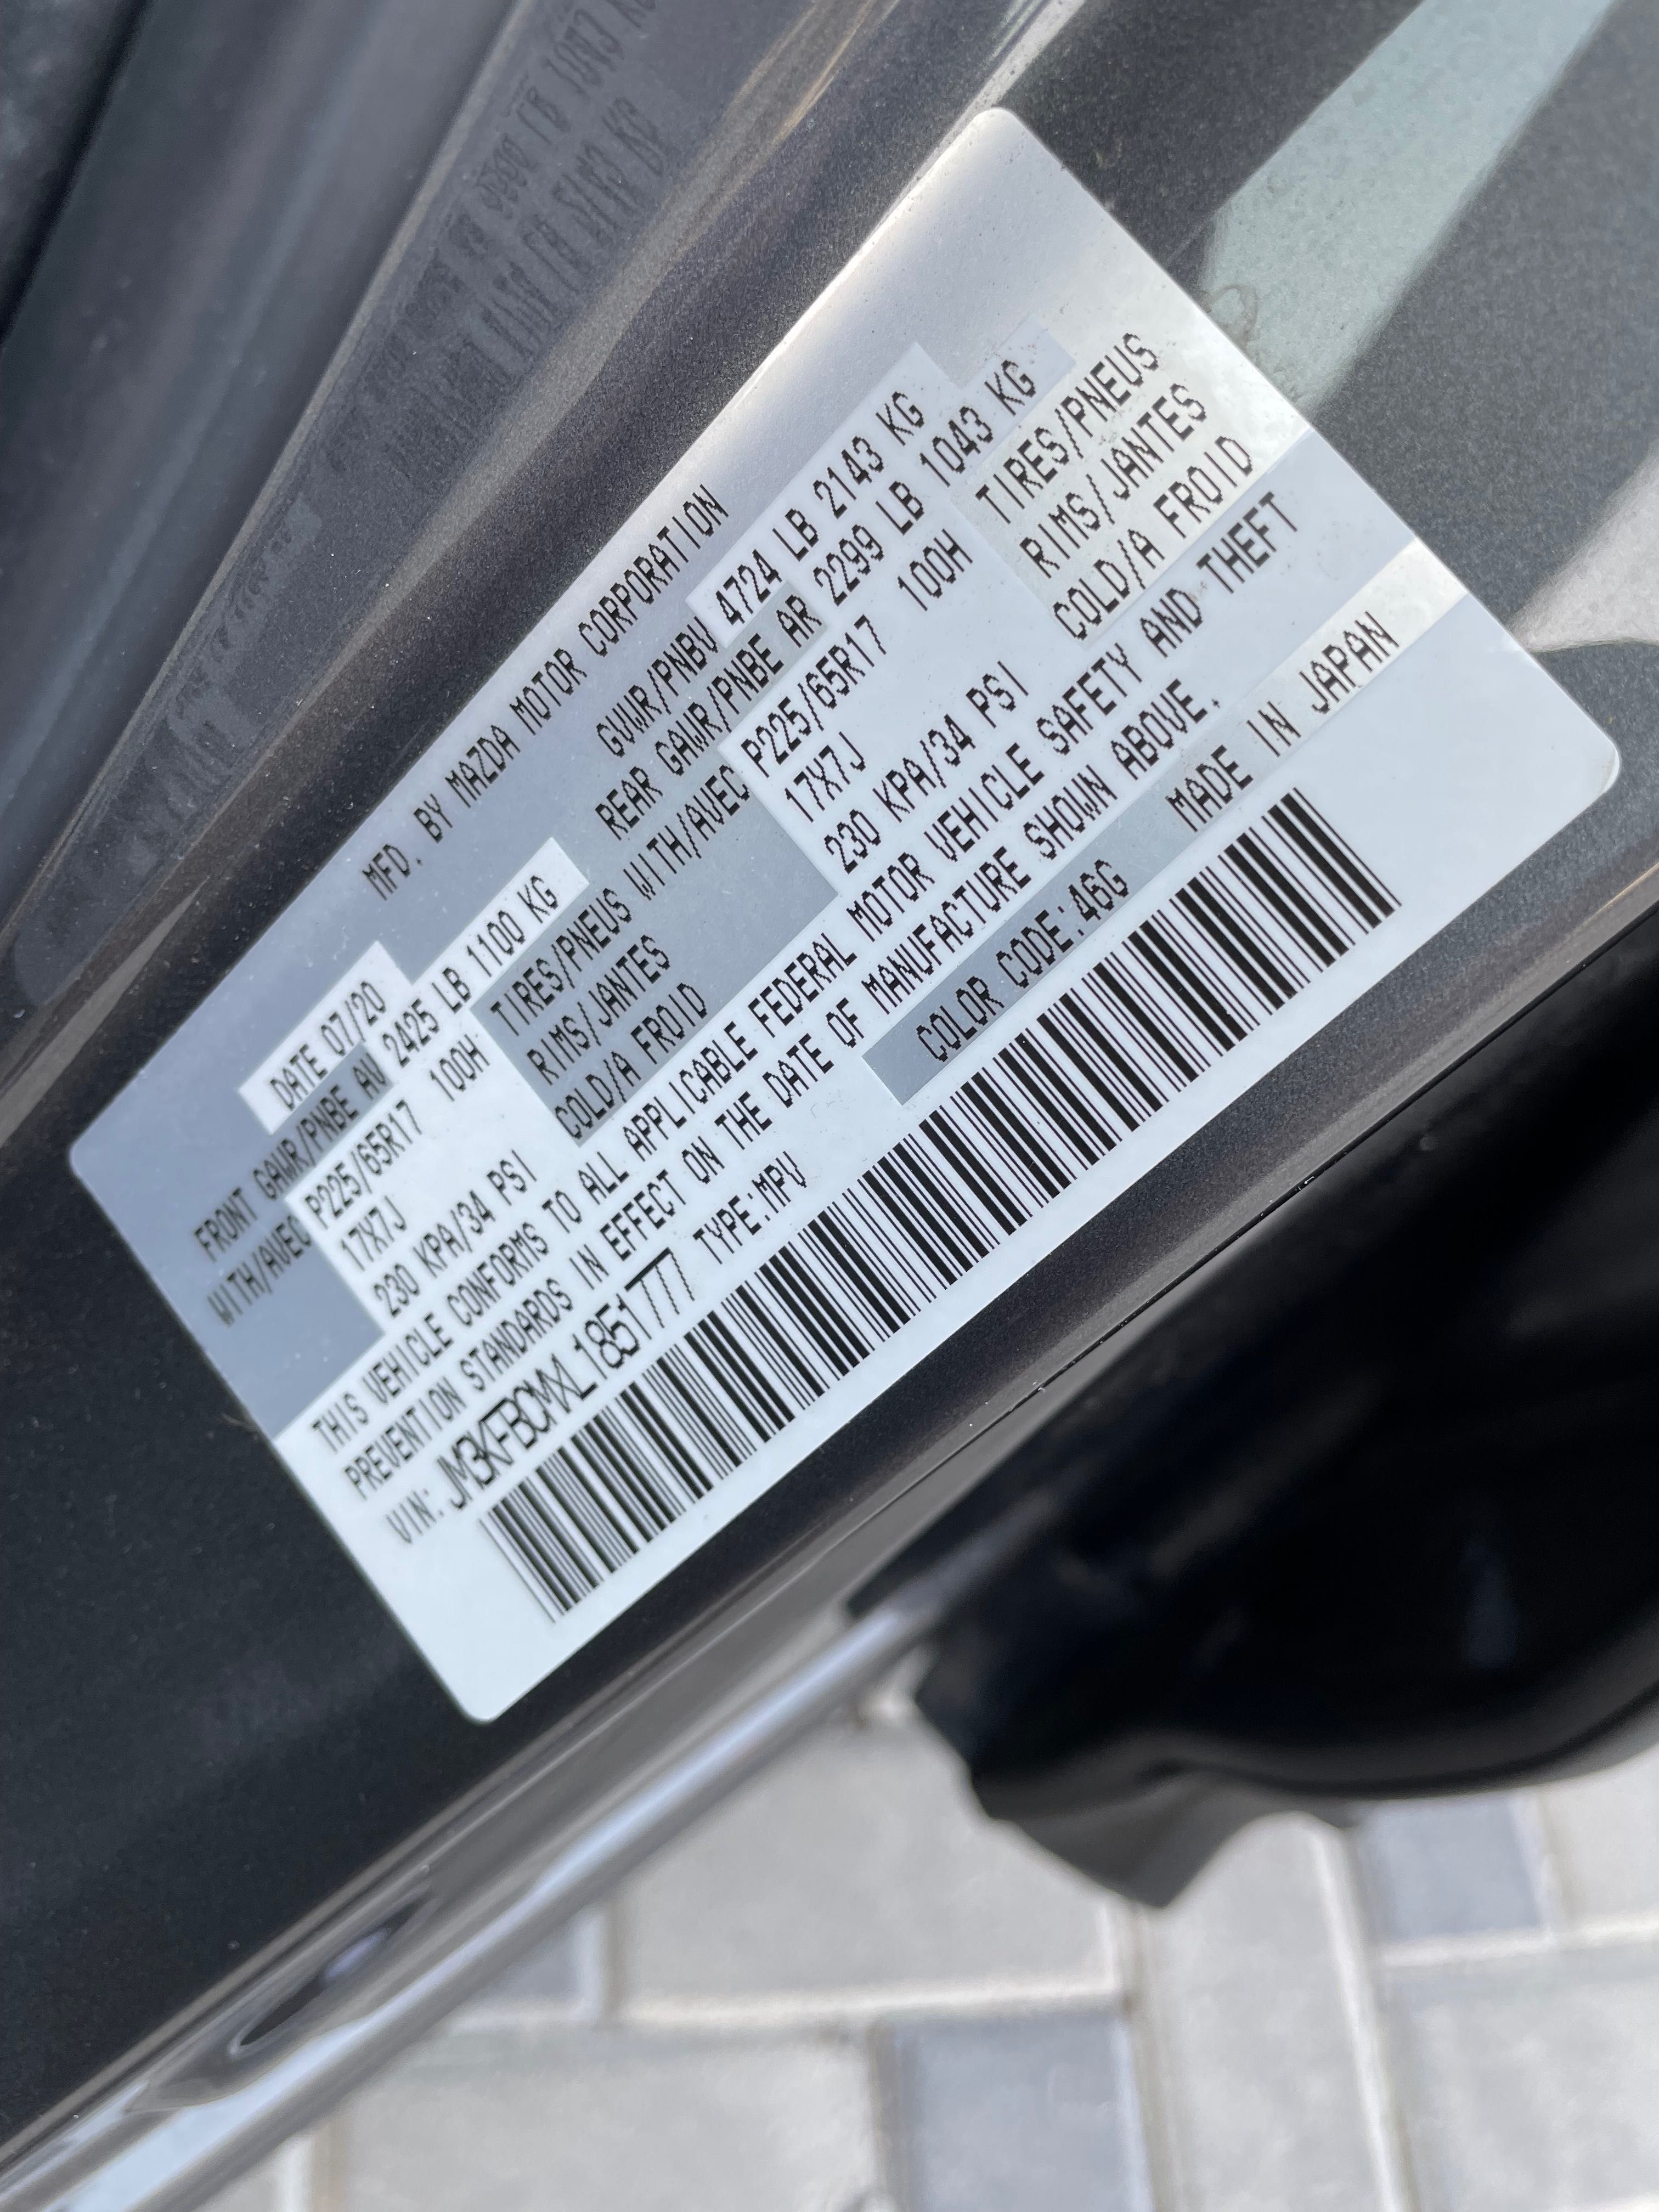 MFD. BY MAZDA MOTOR CORPORATION
DATE 07/20 GVWR/PNBV 4724 LB 2143 KG
FRONT GAWR/PNBE AV 2425 LB 1100 KG REAR GAWR/PNBE AR 2299 LB 1043 KG
WITH/AVEC P225/65R17 100H TIRES/PNEUS WITH/AVEC P225/65R17 100H TIRES/PNEUS
17X7J RIMS/JANTES 17X7J RIMS/JANTES
230 KPA/34 PSI COLD/A FROID 230 KPA/34 PSI COLD/A FROID
THIS VEHICLE CONFORMS TO ALL APPLICABLE FEDERAL MOTOR VEHICLE SAFETY AND THEFT
PREVENTION STANDARDS IN EFFECT ON THE DATE OF MANUFACTURE SHOWN ABOVE.
VIN: JM3KFBCMXL1851777 TYPE:MPV COLOR CODE:46G MADE IN JAPAN